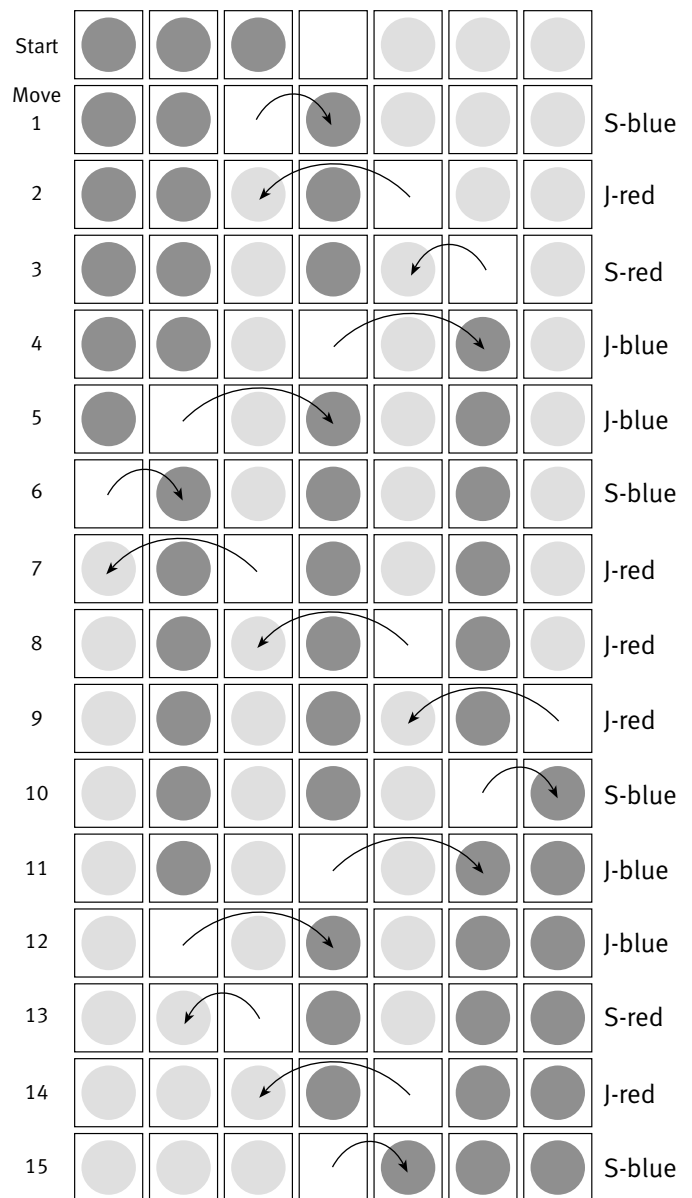 Start
Move
1 S-blue
2 J-red
3 S-red
4 J-blue
5 J-blue
6 S-blue
7 J-red
8 J-red
9 J-red
10 S-blue
11 J-blue
12 J-blue
13 S-red
14 J-red
15 S-blue